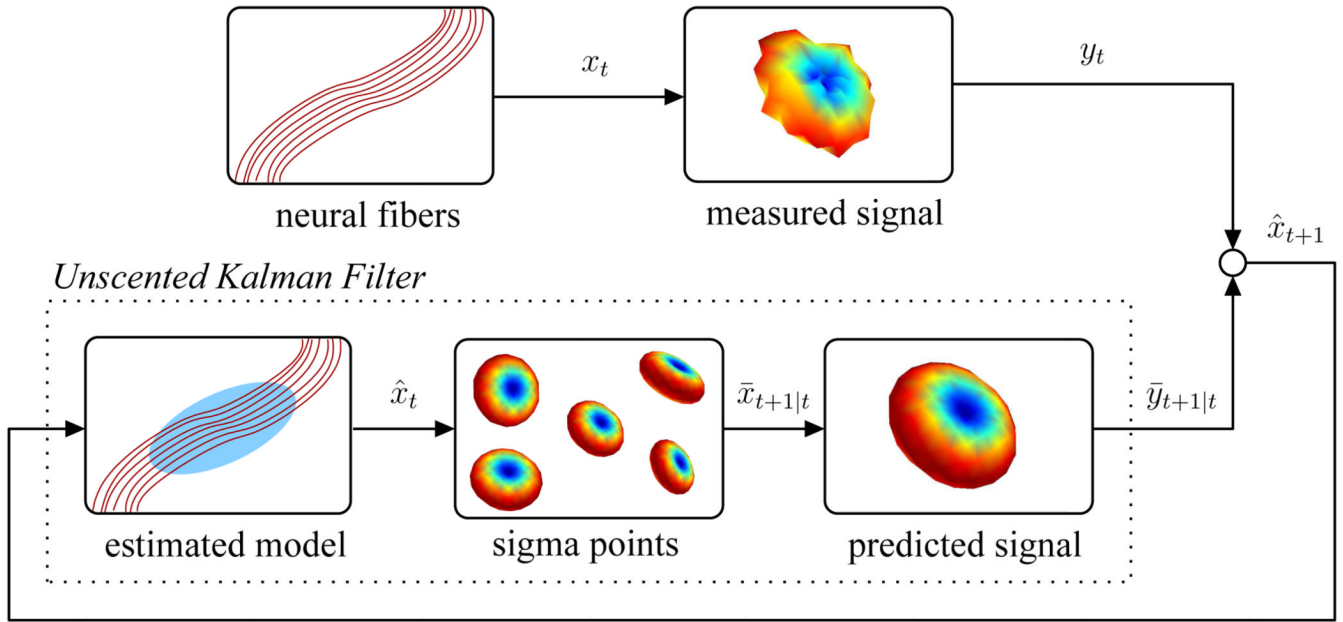 x_t
y_t
neural fibers
measured signal
x̂_{t+1}
Unscented Kalman Filter
x̂_t
x̄_{t+1|t}
ȳ_{t+1|t}
estimated model
sigma points
predicted signal